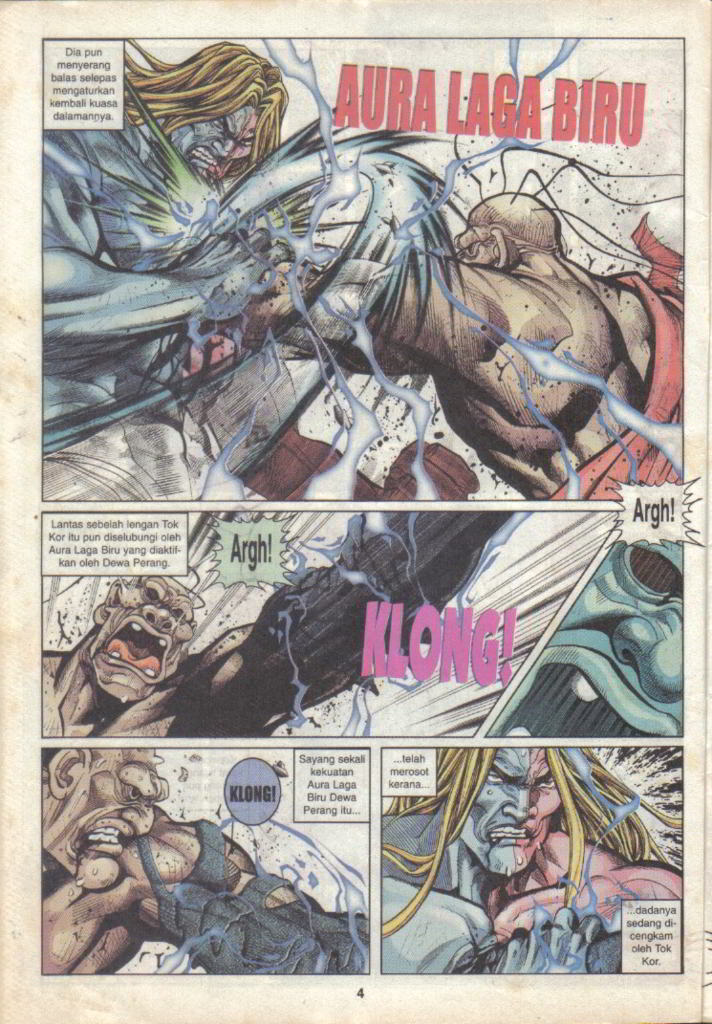 Dia pun
menyerang
balas selepas
mengaturkan
kembali kuasa
dalamannya.
AURA LAGA BIRU
Lantas sebelah lengan Tok
Kor itu pun diselubungi oleh
Aura Laga Biru yang diaktif-
kan oleh Dewa Perang.
Argh!
KLONG!
Argh!
KLONG!
Sayang sekali
kekuatan
Aura Laga
Biru Dewa
Perang itu...
...telah
merosot
kerana...
...dadanya
sedang di-
cengkam
oleh Tok
Kor.
4